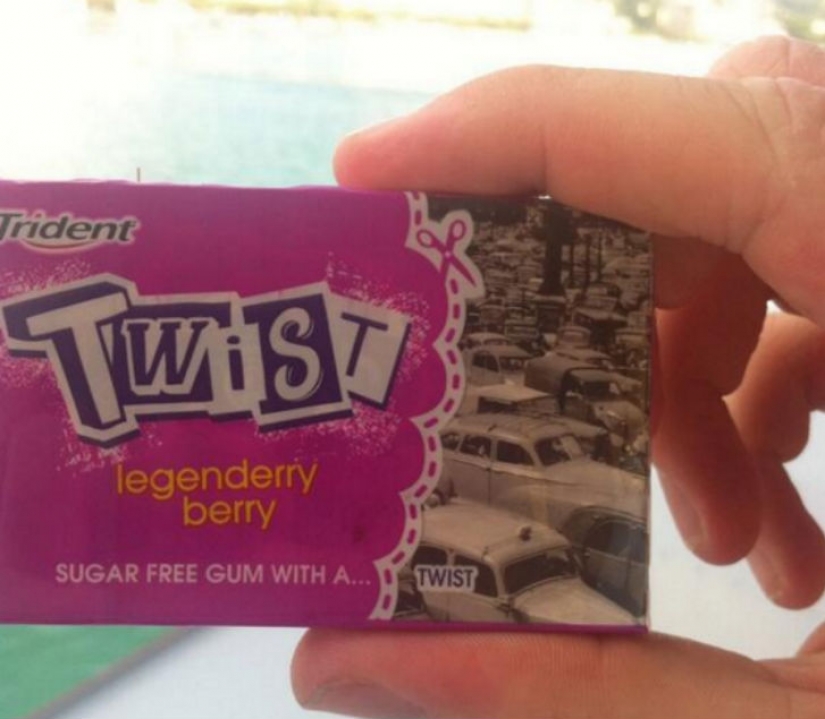 Trident
TWiST
legenderry
berry
SUGAR FREE GUM WITH A...
TWIST